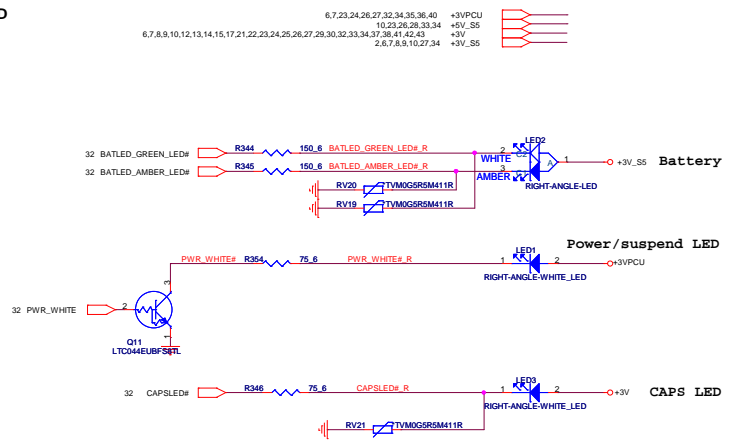 D
6,7,23,24,26,27,32,34,35,36,40 +3VPCU
10,23,26,28,33,34 +5V_S5
6,7,8,9,10,12,13,14,15,17,21,22,23,24,25,26,27,29,30,32,33,34,37,38,41,42,43 +3V
2,6,7,8,9,10,27,34 +3V_S5
LED2
32 BATLED_GREEN_LED# R344 150_6 BATLED_GREEN_LED#_R 2 C2 WHITE A 1 +3V_S5 Battery
32 BATLED_AMBER_LED# R345 150_6 BATLED_AMBER_LED#_R 3 C1 AMBER
RIGHT-ANGLE-LED
RV20 TVM0G5R5M411R
RV19 TVM0G5R5M411R
Power/suspend LED
LED1
PWR_WHITE# R354 75_6 PWR_WHITE#_R 1 2 +3VPCU
RIGHT-ANGLE-WHITE_LED
3
32 PWR_WHITE 2
1
Q11
LTC044EUBFS8TL
LED3
32 CAPSLED# R346 75_6 CAPSLED#_R 1 2 +3V CAPS LED
RIGHT-ANGLE-WHITE_LED
RV21 TVM0G5R5M411R